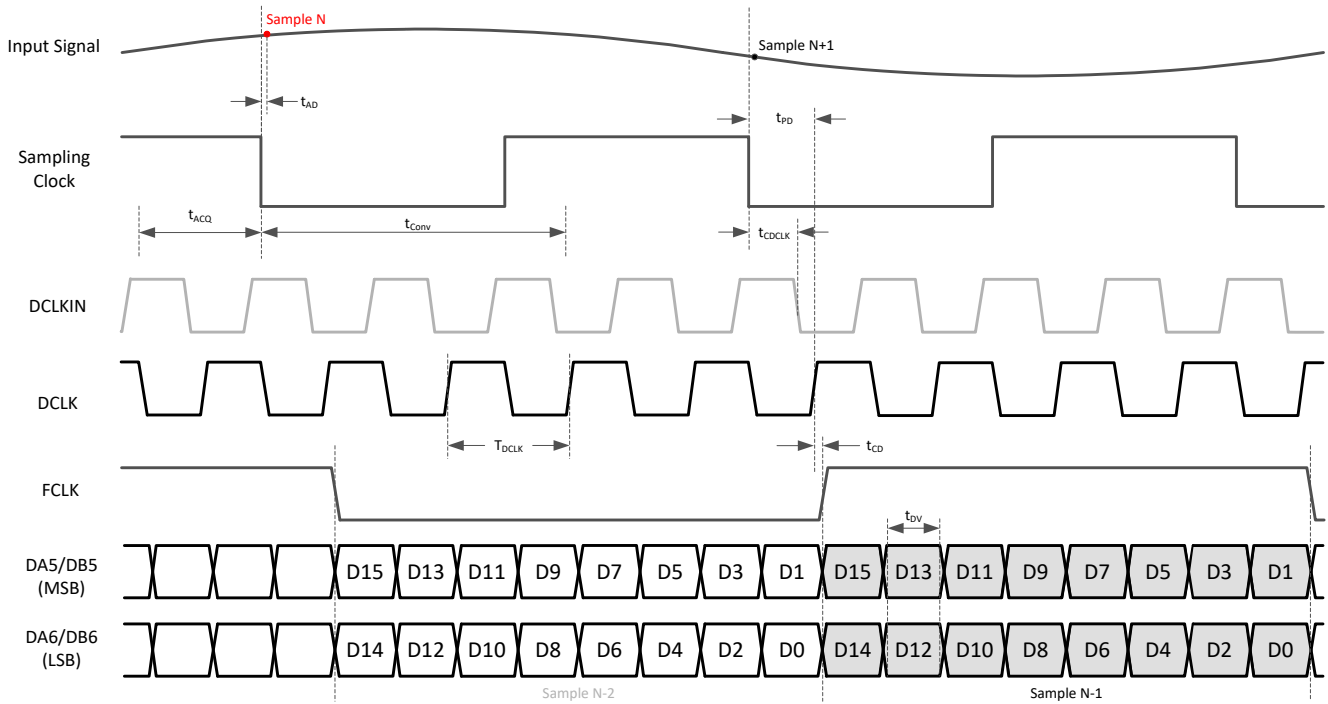 Sample N
Input Signal
Sample N+1
tAD
tPD
Sampling
Clock
tACQ
tConv
tCDCLK
DCLKIN
DCLK
TDCLK
tCD
FCLK
tDV
DA5/DB5
(MSB)
D15 D13 D11 D9 D7 D5 D3 D1 D15 D13 D11 D9 D7 D5 D3 D1
DA6/DB6
(LSB)
D14 D12 D10 D8 D6 D4 D2 D0 D14 D12 D10 D8 D6 D4 D2 D0
Sample N-2
Sample N-1